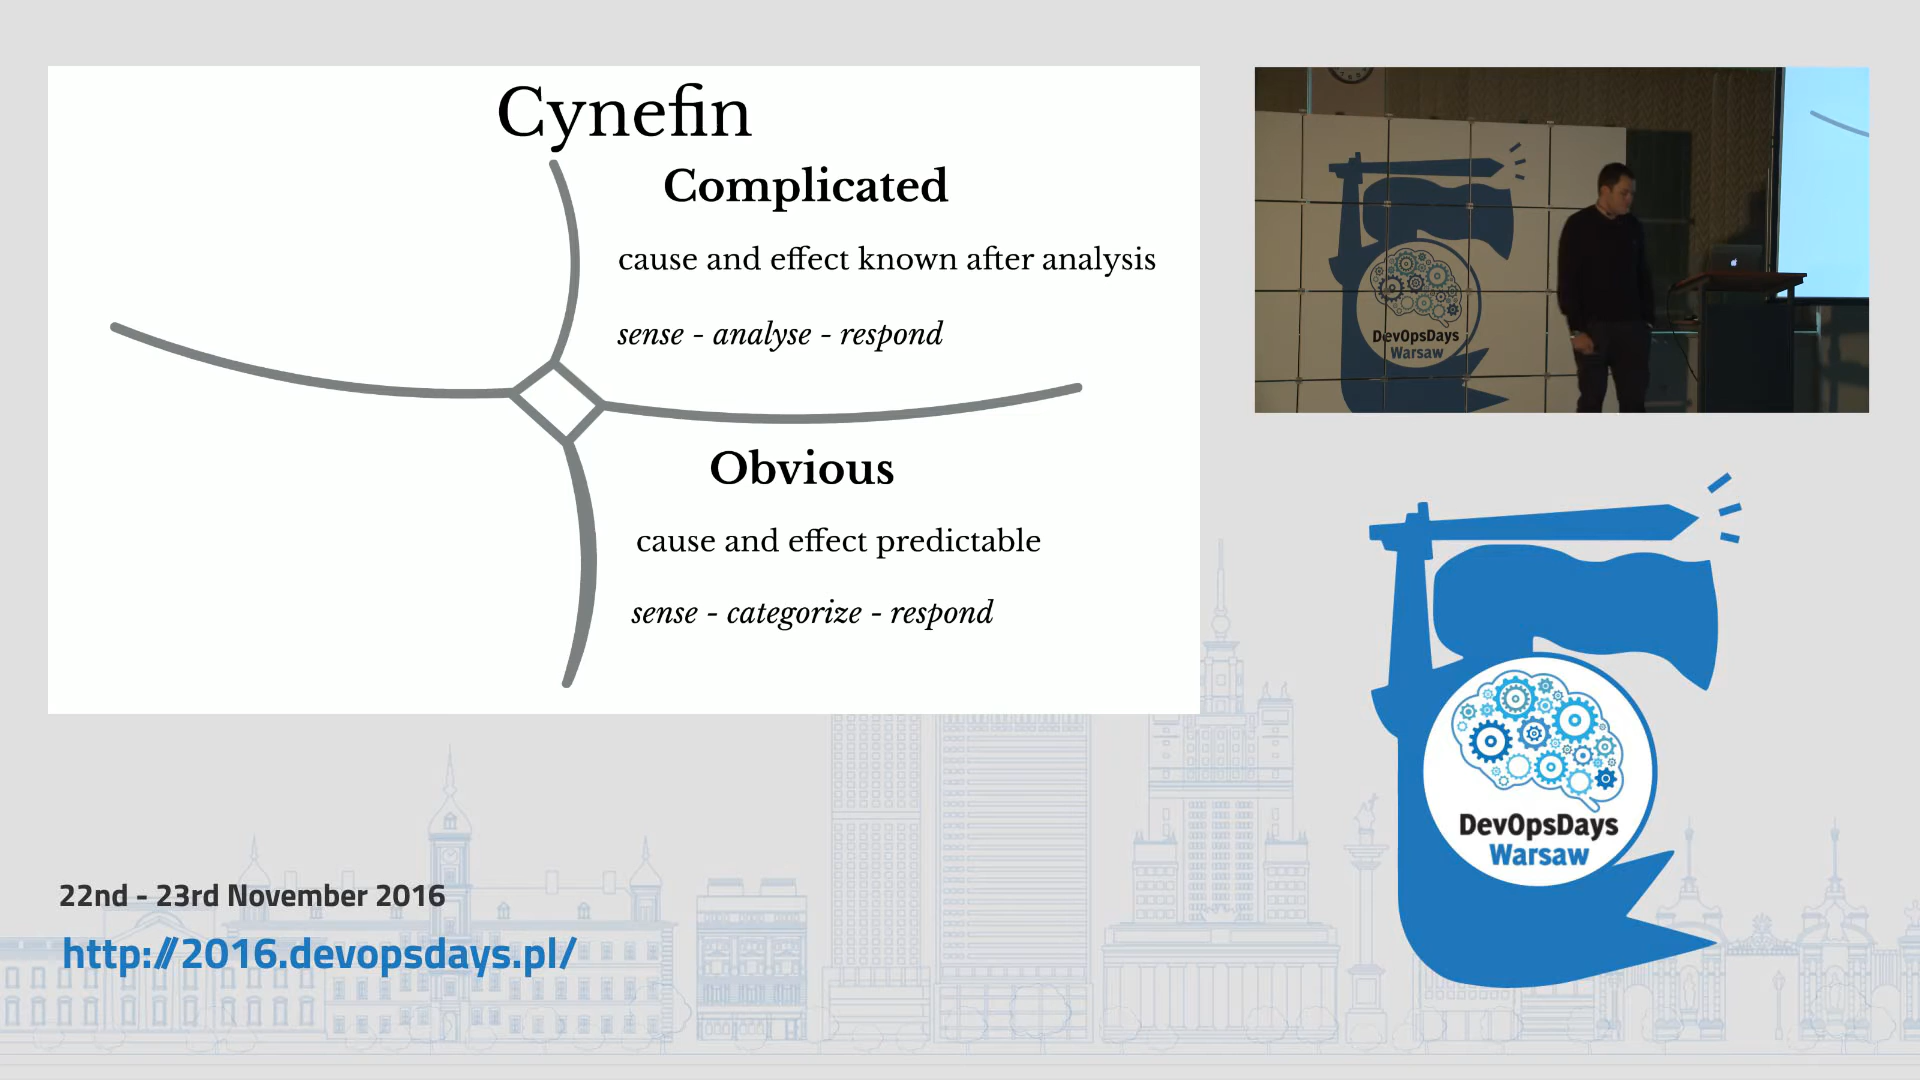 Cynefin
Complicated
cause and effect known after analysis
sense - analyse - respond
Obvious
cause and effect predictable
sense - categorize - respond
DevOpsDays
Warsaw
DevOpsDays
Warsaw
22nd - 23rd November 2016
http://2016.devopsdays.pl/